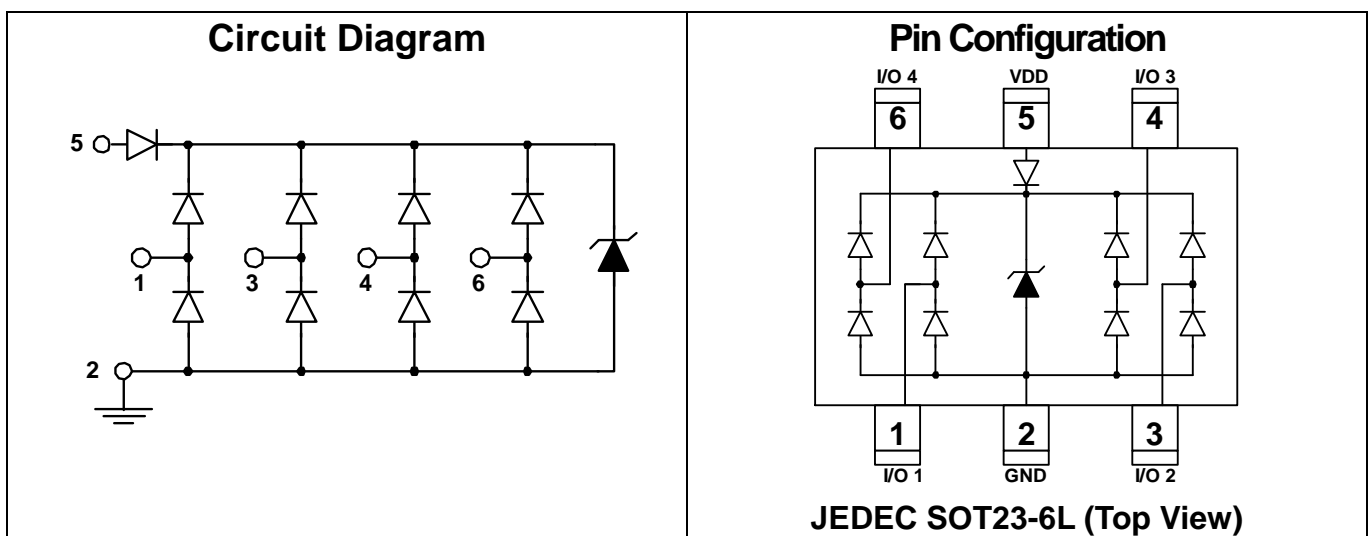 Circuit Diagram
5
1
3
4
6
2
Pin Configuration
I/O 4
VDD
I/O 3
6
5
4
1
2
3
I/O 1
GND
I/O 2
JEDEC SOT23-6L (Top View)